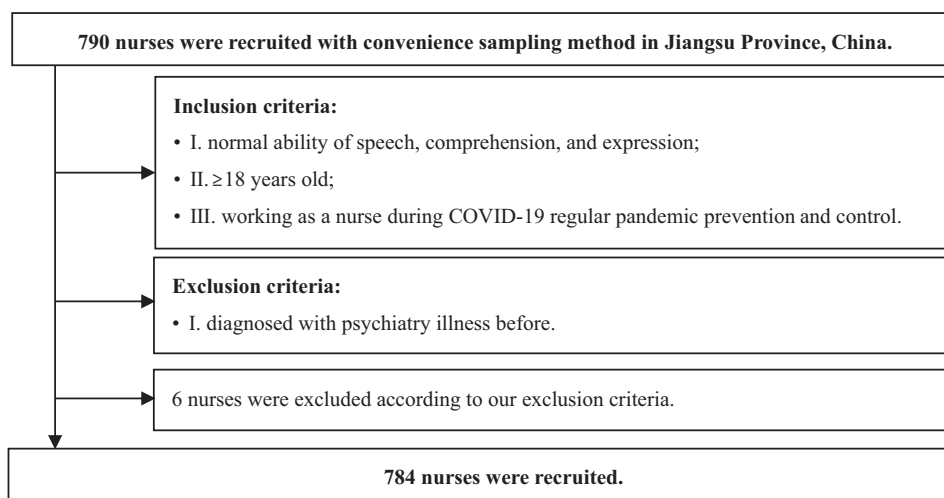 790 nurses were recruited with convenience sampling method in Jiangsu Province, China.
Inclusion criteria:
• I. normal ability of speech, comprehension, and expression;
• II. ≥18 years old;
• III. working as a nurse during COVID-19 regular pandemic prevention and control.
Exclusion criteria:
• I. diagnosed with psychiatry illness before.
6 nurses were excluded according to our exclusion criteria.
784 nurses were recruited.